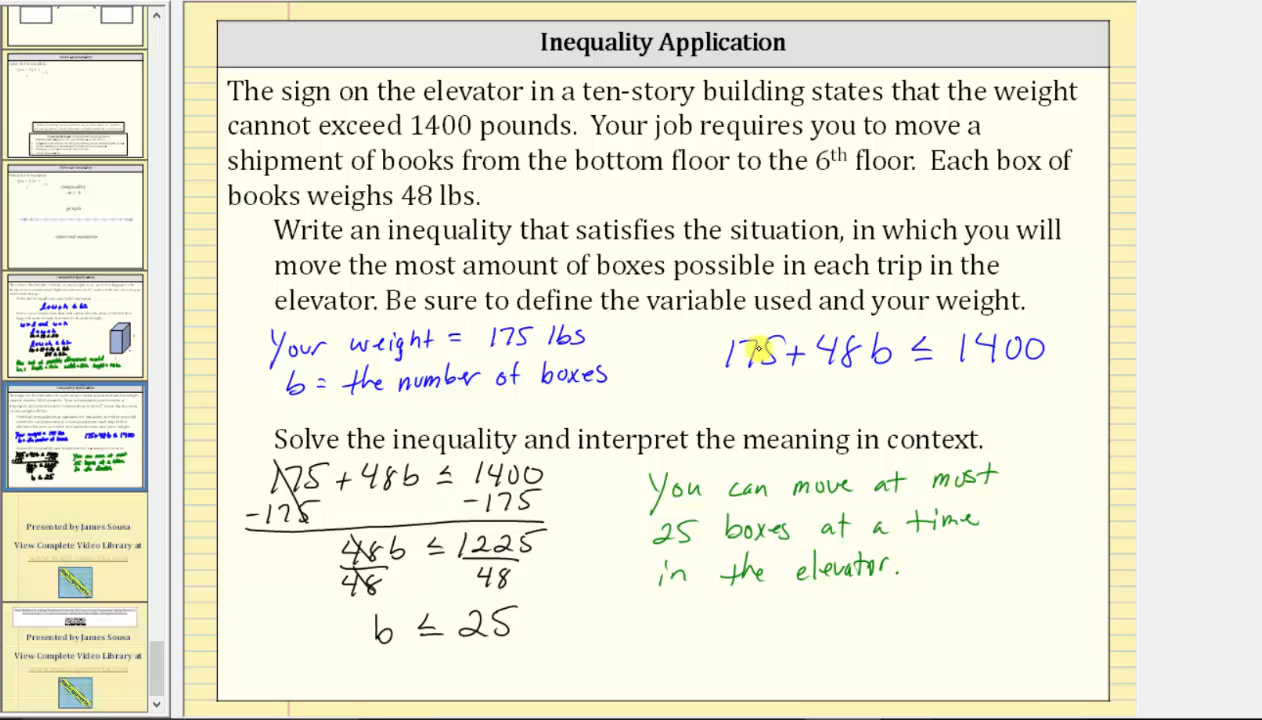 Inequality Application
The sign on the elevator in a ten-story building states that the weight
cannot exceed 1400 pounds. Your job requires you to move a
shipment of books from the bottom floor to the 6th floor. Each box of
books weighs 48 lbs.
Write an inequality that satisfies the situation, in which you will
move the most amount of boxes possible in each trip in the
elevator. Be sure to define the variable used and your weight.
Your weight = 175 lbs
b = the number of boxes
175 + 48b ≤ 1400
Solve the inequality and interpret the meaning in context.
175 + 48b ≤ 1400
-175 -175
48b ≤ 1225
48 48
b ≤ 25
You can move at most
25 boxes at a time
in the elevator.
Presented by James Sousa
View Complete Video Library at
Presented by James Sousa
View Complete Video Library at